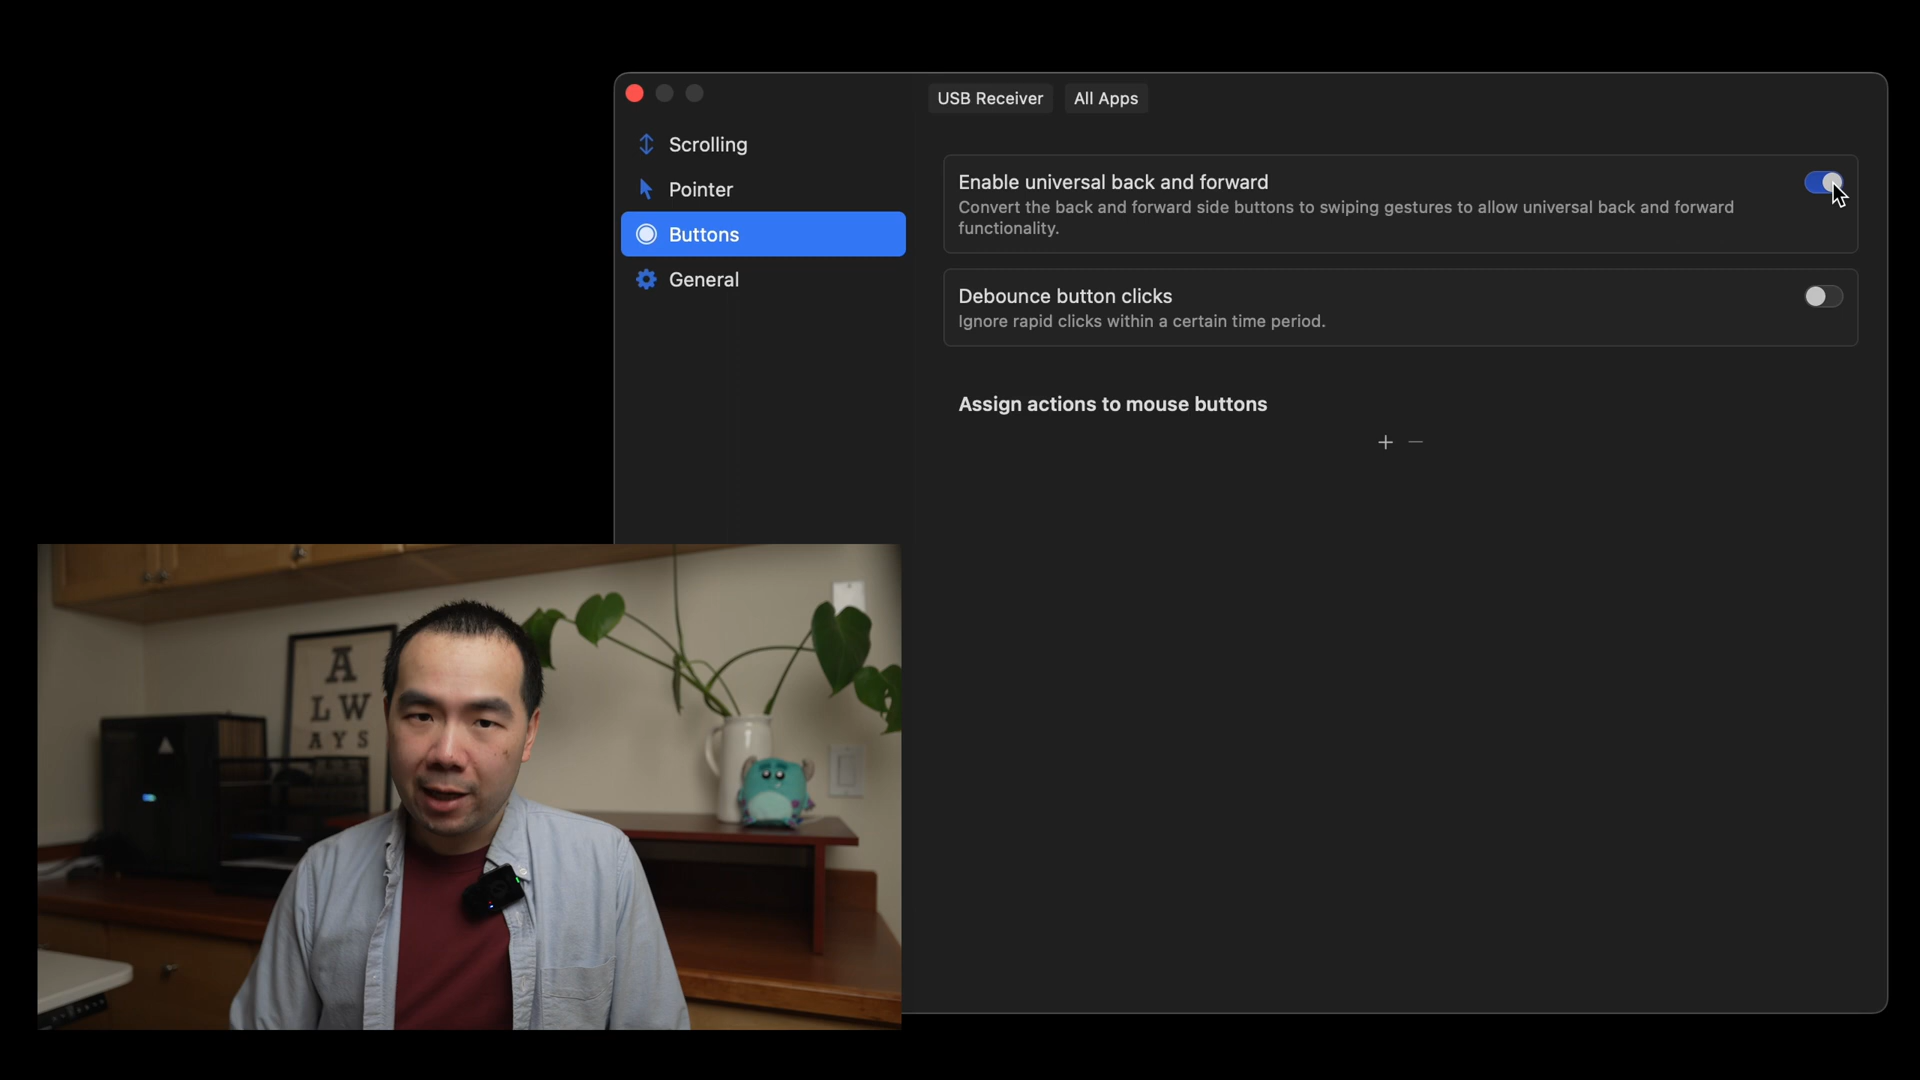 USB Receiver
All Apps
Scrolling
Pointer
Buttons
General
Enable universal back and forward
Convert the back and forward side buttons to swiping gestures to allow universal back and forward
functionality.
Debounce button clicks
Ignore rapid clicks within a certain time period.
Assign actions to mouse buttons
A
LW
AYS